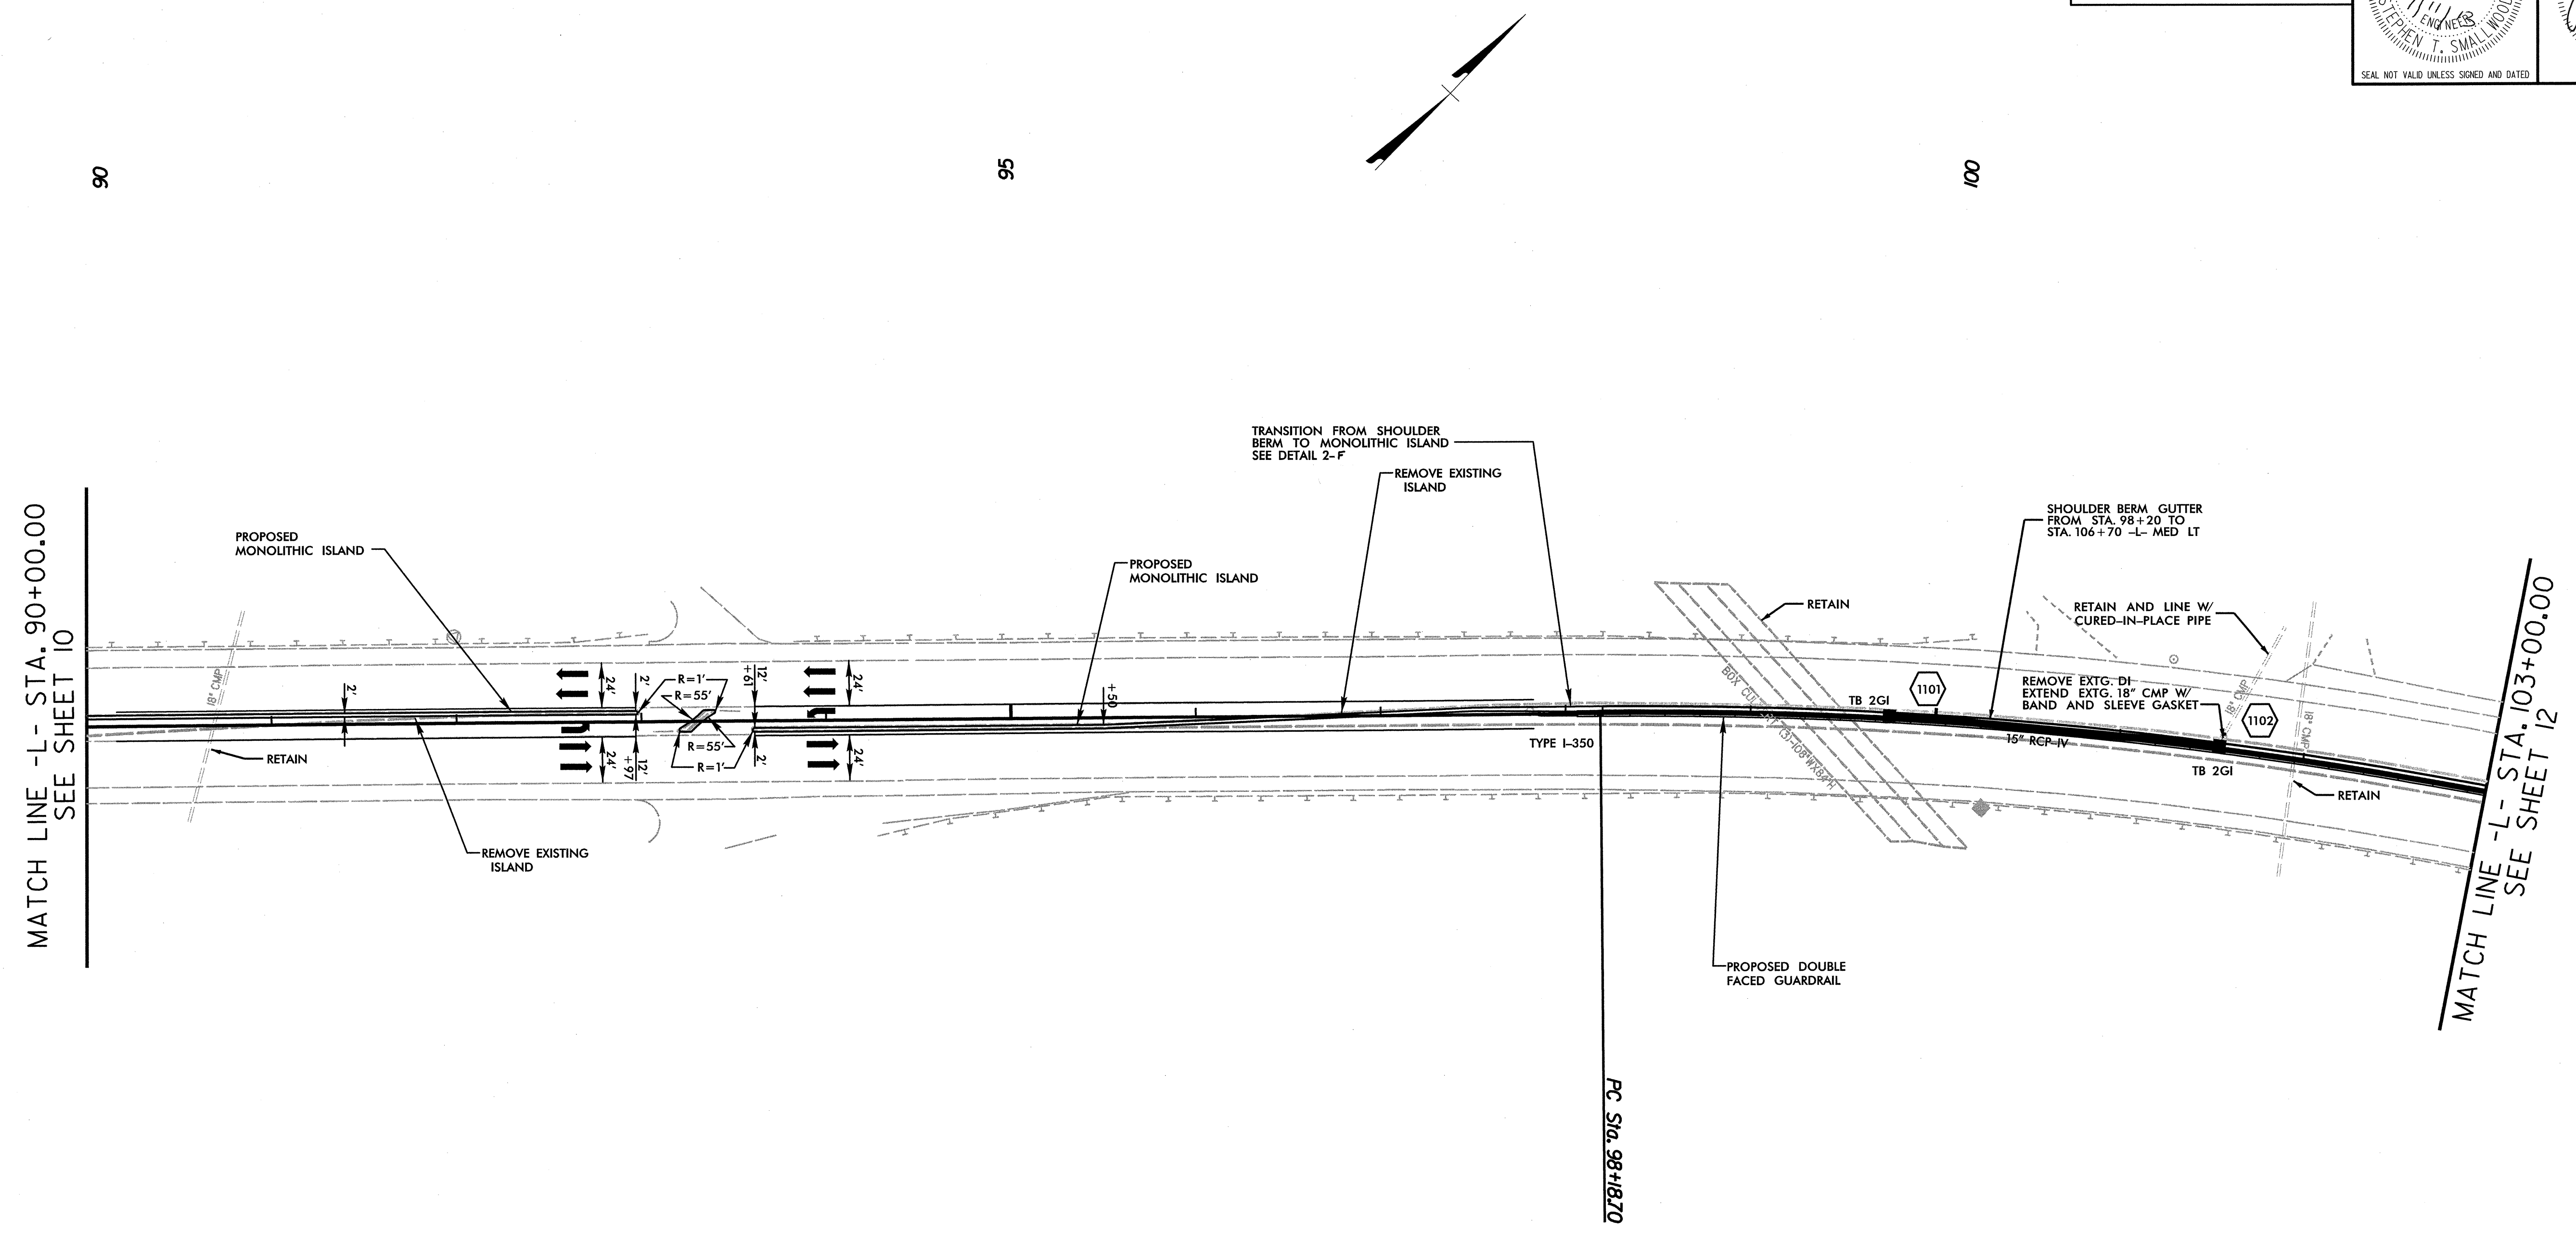 ENGINEER
STEPHEN T. SMALLWOOD
SEAL NOT VALID UNLESS SIGNED AND DATED
90
95
100
TRANSITION FROM SHOULDER
BERM TO MONOLITHIC ISLAND
SEE DETAIL 2-F
REMOVE EXISTING
ISLAND
SHOULDER BERM GUTTER
FROM STA. 98+20 TO
STA. 106+70 -L- MED LT
PROPOSED
MONOLITHIC ISLAND
PROPOSED
MONOLITHIC ISLAND
RETAIN
RETAIN AND LINE W/
CURED-IN-PLACE PIPE
MATCH LINE -L- STA. 90+00.00
SEE SHEET 10
18" CMP
2'
24'
2'
R=1'
R=55'
12'
+61
24'
+50
BOX CULVERT (3)-108"WX84"H
TB 2GI
1101
REMOVE EXTG. DI
EXTEND EXTG. 18" CMP W/
BAND AND SLEEVE GASKET
18" CMP
1102
18" CMP
RETAIN
24'
+97
12'
R=55'
R=1'
2'
24'
TYPE I-350
15" RCP-IV
TB 2GI
RETAIN
REMOVE EXISTING
ISLAND
PROPOSED DOUBLE
FACED GUARDRAIL
PC Sta. 98+18.70
MATCH LINE -L- STA. 103+00.00
SEE SHEET 12